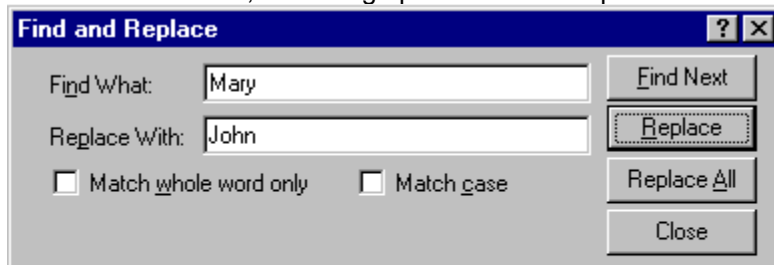 Find and Replace
Find What: Mary Find Next
Replace With: John Replace
Match whole word only Match case Replace All
Close